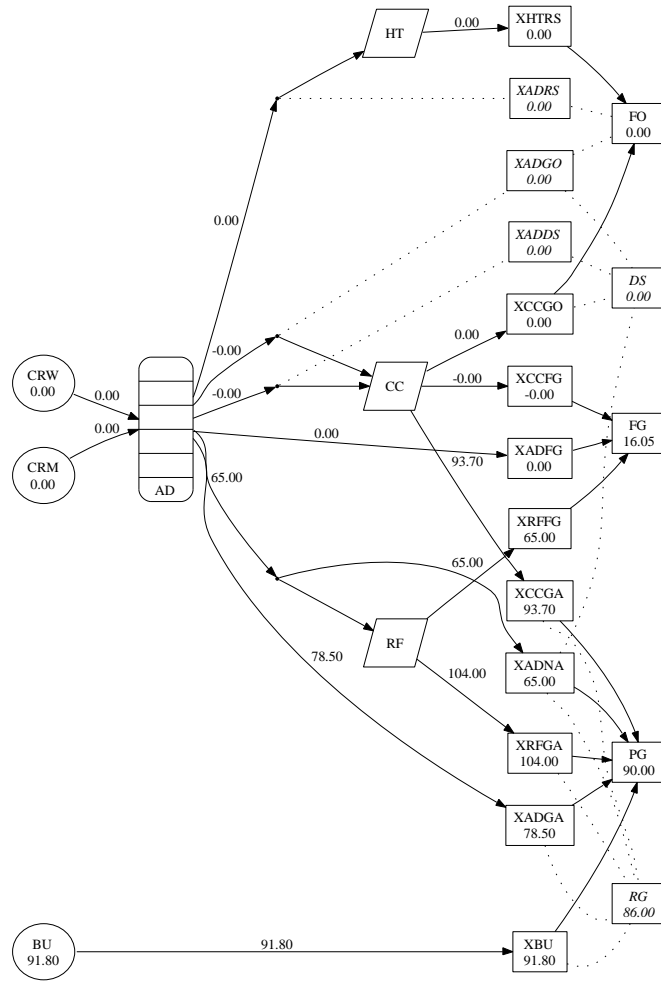 HT
0.00
XHTRS
0.00
XADRS
0.00
FO
0.00
XADGO
0.00
0.00
XADDS
0.00
DS
0.00
XCCGO
0.00
-0.00
0.00
CRW
0.00
0.00
-0.00
CC
-0.00
XCCFG
-0.00
FG
16.05
0.00
0.00
93.70
XADFG
0.00
CRM
0.00
AD
65.00
XRFFG
65.00
65.00
XCCGA
93.70
RF
78.50
104.00
XADNA
65.00
XRFGA
104.00
PG
90.00
XADGA
78.50
RG
86.00
BU
91.80
91.80
XBU
91.80